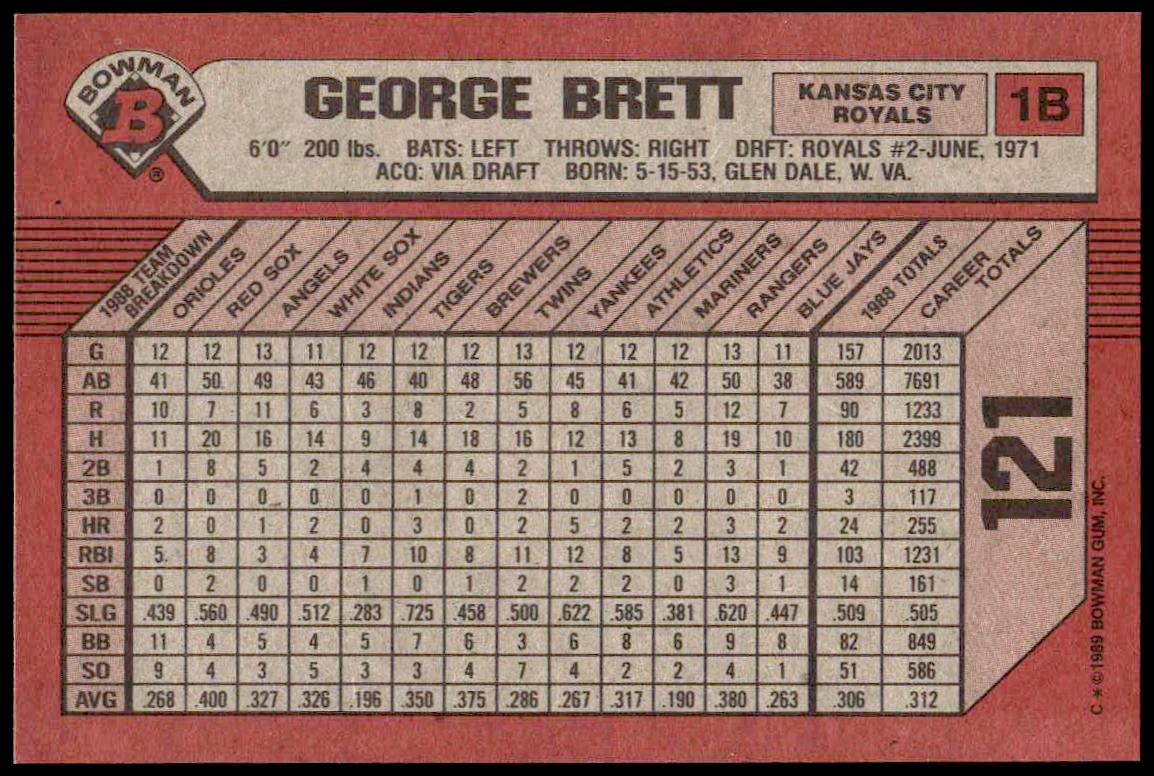 BOWMAN
B
®
GEORGE BRETT
KANSAS CITY
ROYALS
1B
6'0" 200 lbs. BATS: LEFT THROWS: RIGHT DRFT: ROYALS #2-JUNE, 1971
ACQ: VIA DRAFT BORN: 5-15-53, GLEN DALE, W. VA.
1988 TEAM
BREAKDOWN
ORIOLES
RED SOX
ANGELS
WHITE SOX
INDIANS
TIGERS
BREWERS
TWINS
YANKEES
ATHLETICS
MARINERS
RANGERS
BLUE JAYS
1988 TOTALS
CAREER
TOTALS
G 12 12 13 11 12 12 12 13 12 12 12 13 11 157 2013
AB 41 50 49 43 46 40 48 56 45 41 42 50 38 589 7691
R 10 7 11 6 3 8 2 5 8 6 5 12 7 90 1233
H 11 20 16 14 9 14 18 16 12 13 8 19 10 180 2399
2B 1 8 5 2 4 4 4 2 1 5 2 3 1 42 488
3B 0 0 0 0 0 1 0 2 0 0 0 0 0 3 117
HR 2 0 1 2 0 3 0 2 5 2 2 3 2 24 255
RBI 5 8 3 4 7 10 8 11 12 8 5 13 9 103 1231
SB 0 2 0 0 1 0 1 2 2 2 0 3 1 14 161
SLG .439 .560 .490 .512 .283 .725 .458 .500 .622 .585 .381 .620 .447 .509 .505
BB 11 4 5 4 5 7 6 3 6 8 6 9 8 82 849
SO 9 4 3 5 3 3 4 7 4 2 2 4 1 51 586
AVG .268 .400 .327 .326 .196 .350 .375 .286 .267 .317 .190 .380 .263 .306 .312
121
C * © 1989 BOWMAN GUM, INC.